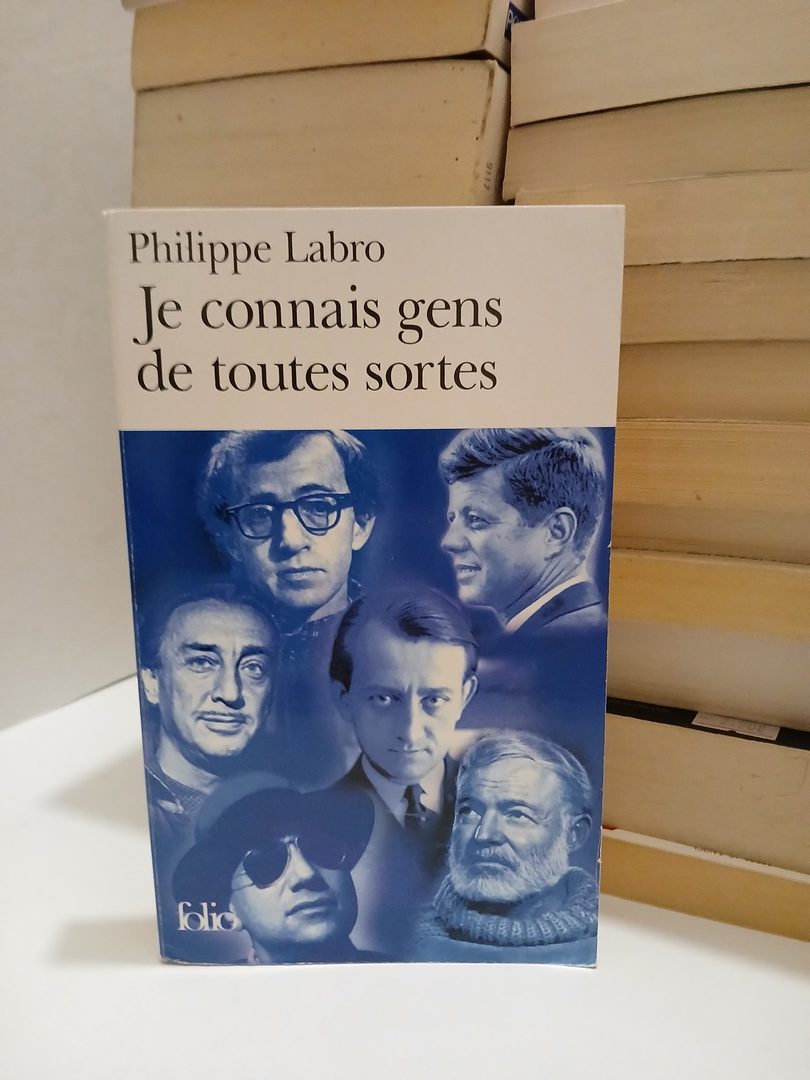 Philippe Labro
Je connais gens
de toutes sortes
folio